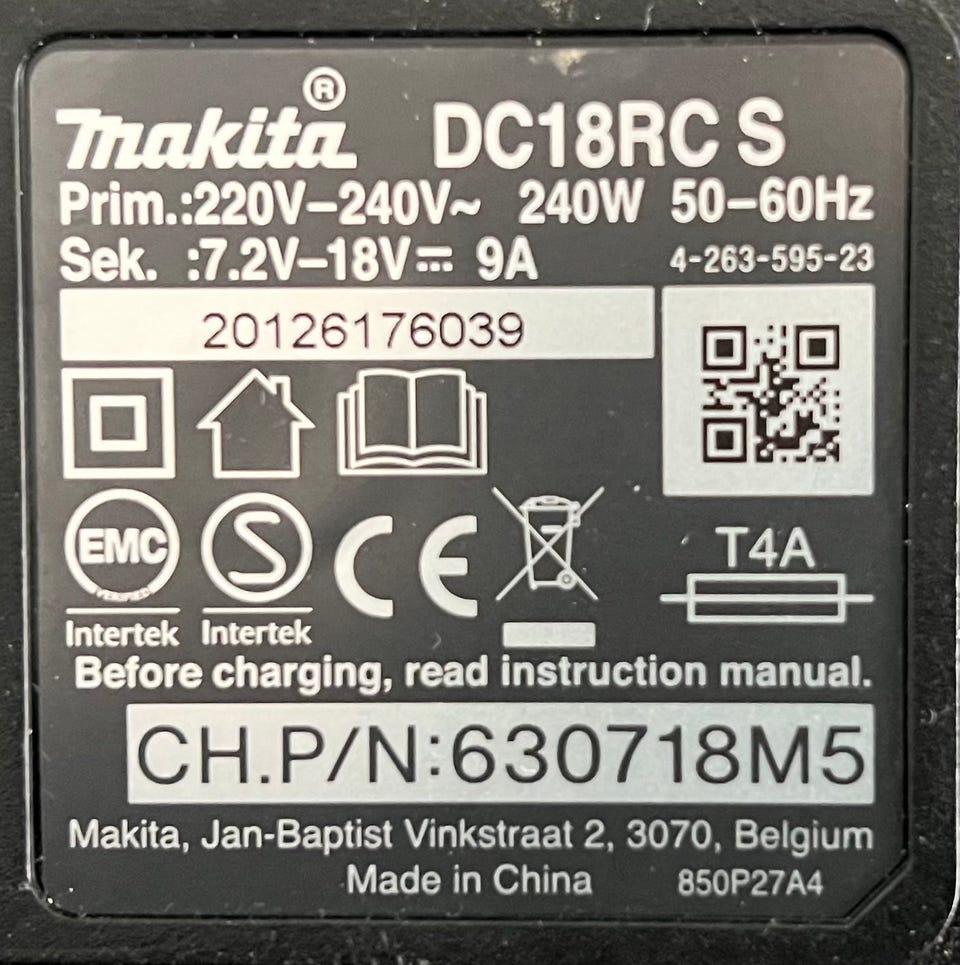 makita® DC18RC S
Prim.:220V–240V~ 240W 50–60Hz
Sek. :7.2V–18V⎓ 9A 4-263-595-23
20126176039
EMC S CE T4A
Intertek Intertek
Before charging, read instruction manual.
CH.P/N:630718M5
Makita, Jan-Baptist Vinkstraat 2, 3070, Belgium
Made in China 850P27A4